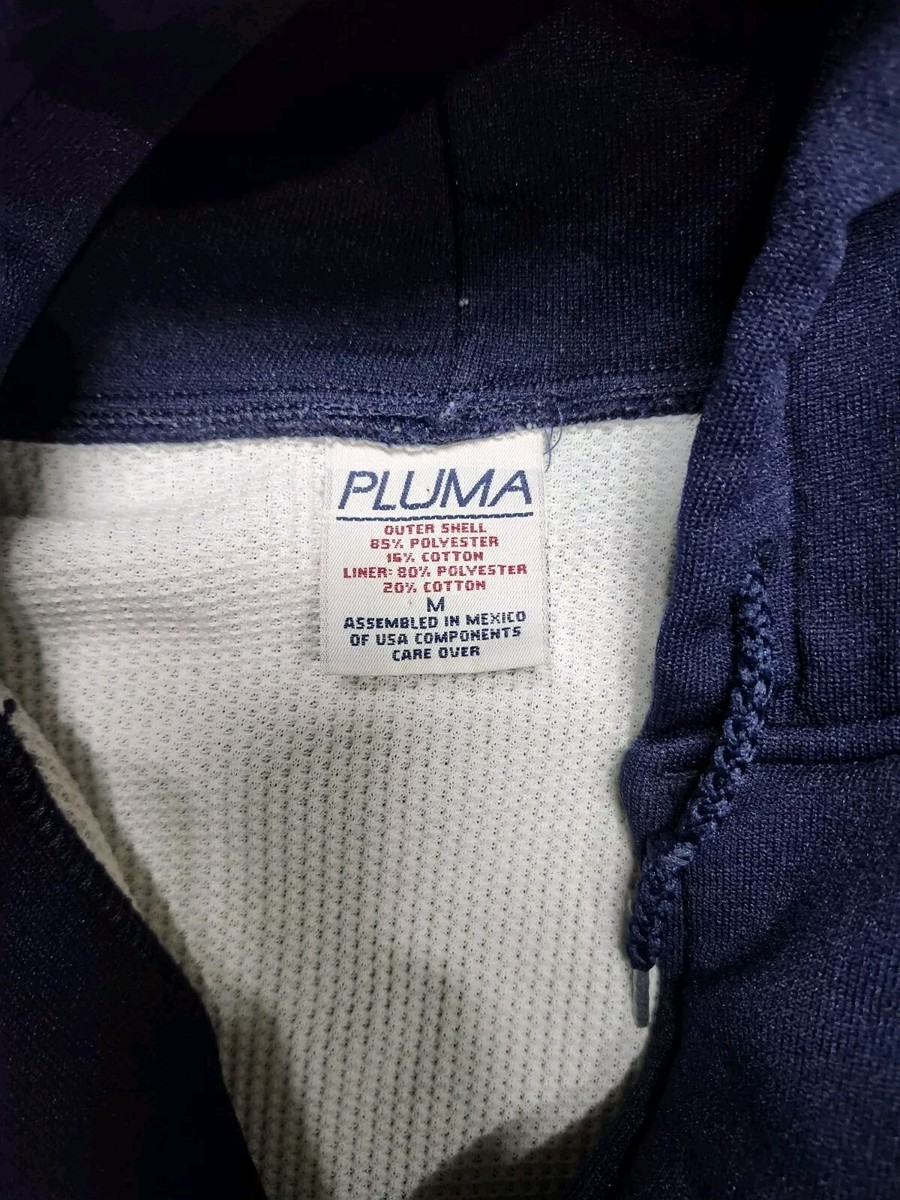 PLUMA
OUTER SHELL
85% POLYESTER
15% COTTON
LINER: 80% POLYESTER
20% COTTON
M
ASSEMBLED IN MEXICO
OF USA COMPONENTS
CARE OVER